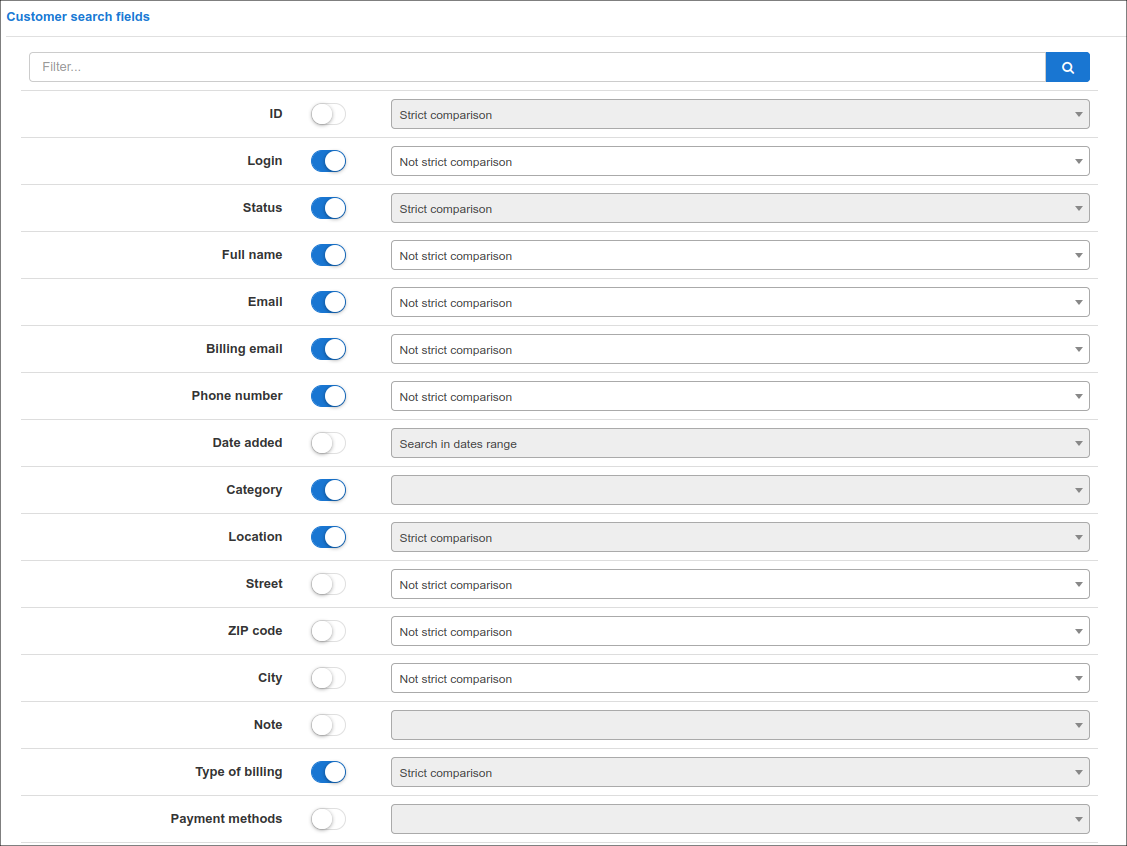 Customer search fields
Filter...
ID Strict comparison
Login Not strict comparison
Status Strict comparison
Full name Not strict comparison
Email Not strict comparison
Billing email Not strict comparison
Phone number Not strict comparison
Date added Search in dates range
Category
Location Strict comparison
Street Not strict comparison
ZIP code Not strict comparison
City Not strict comparison
Note
Type of billing Strict comparison
Payment methods